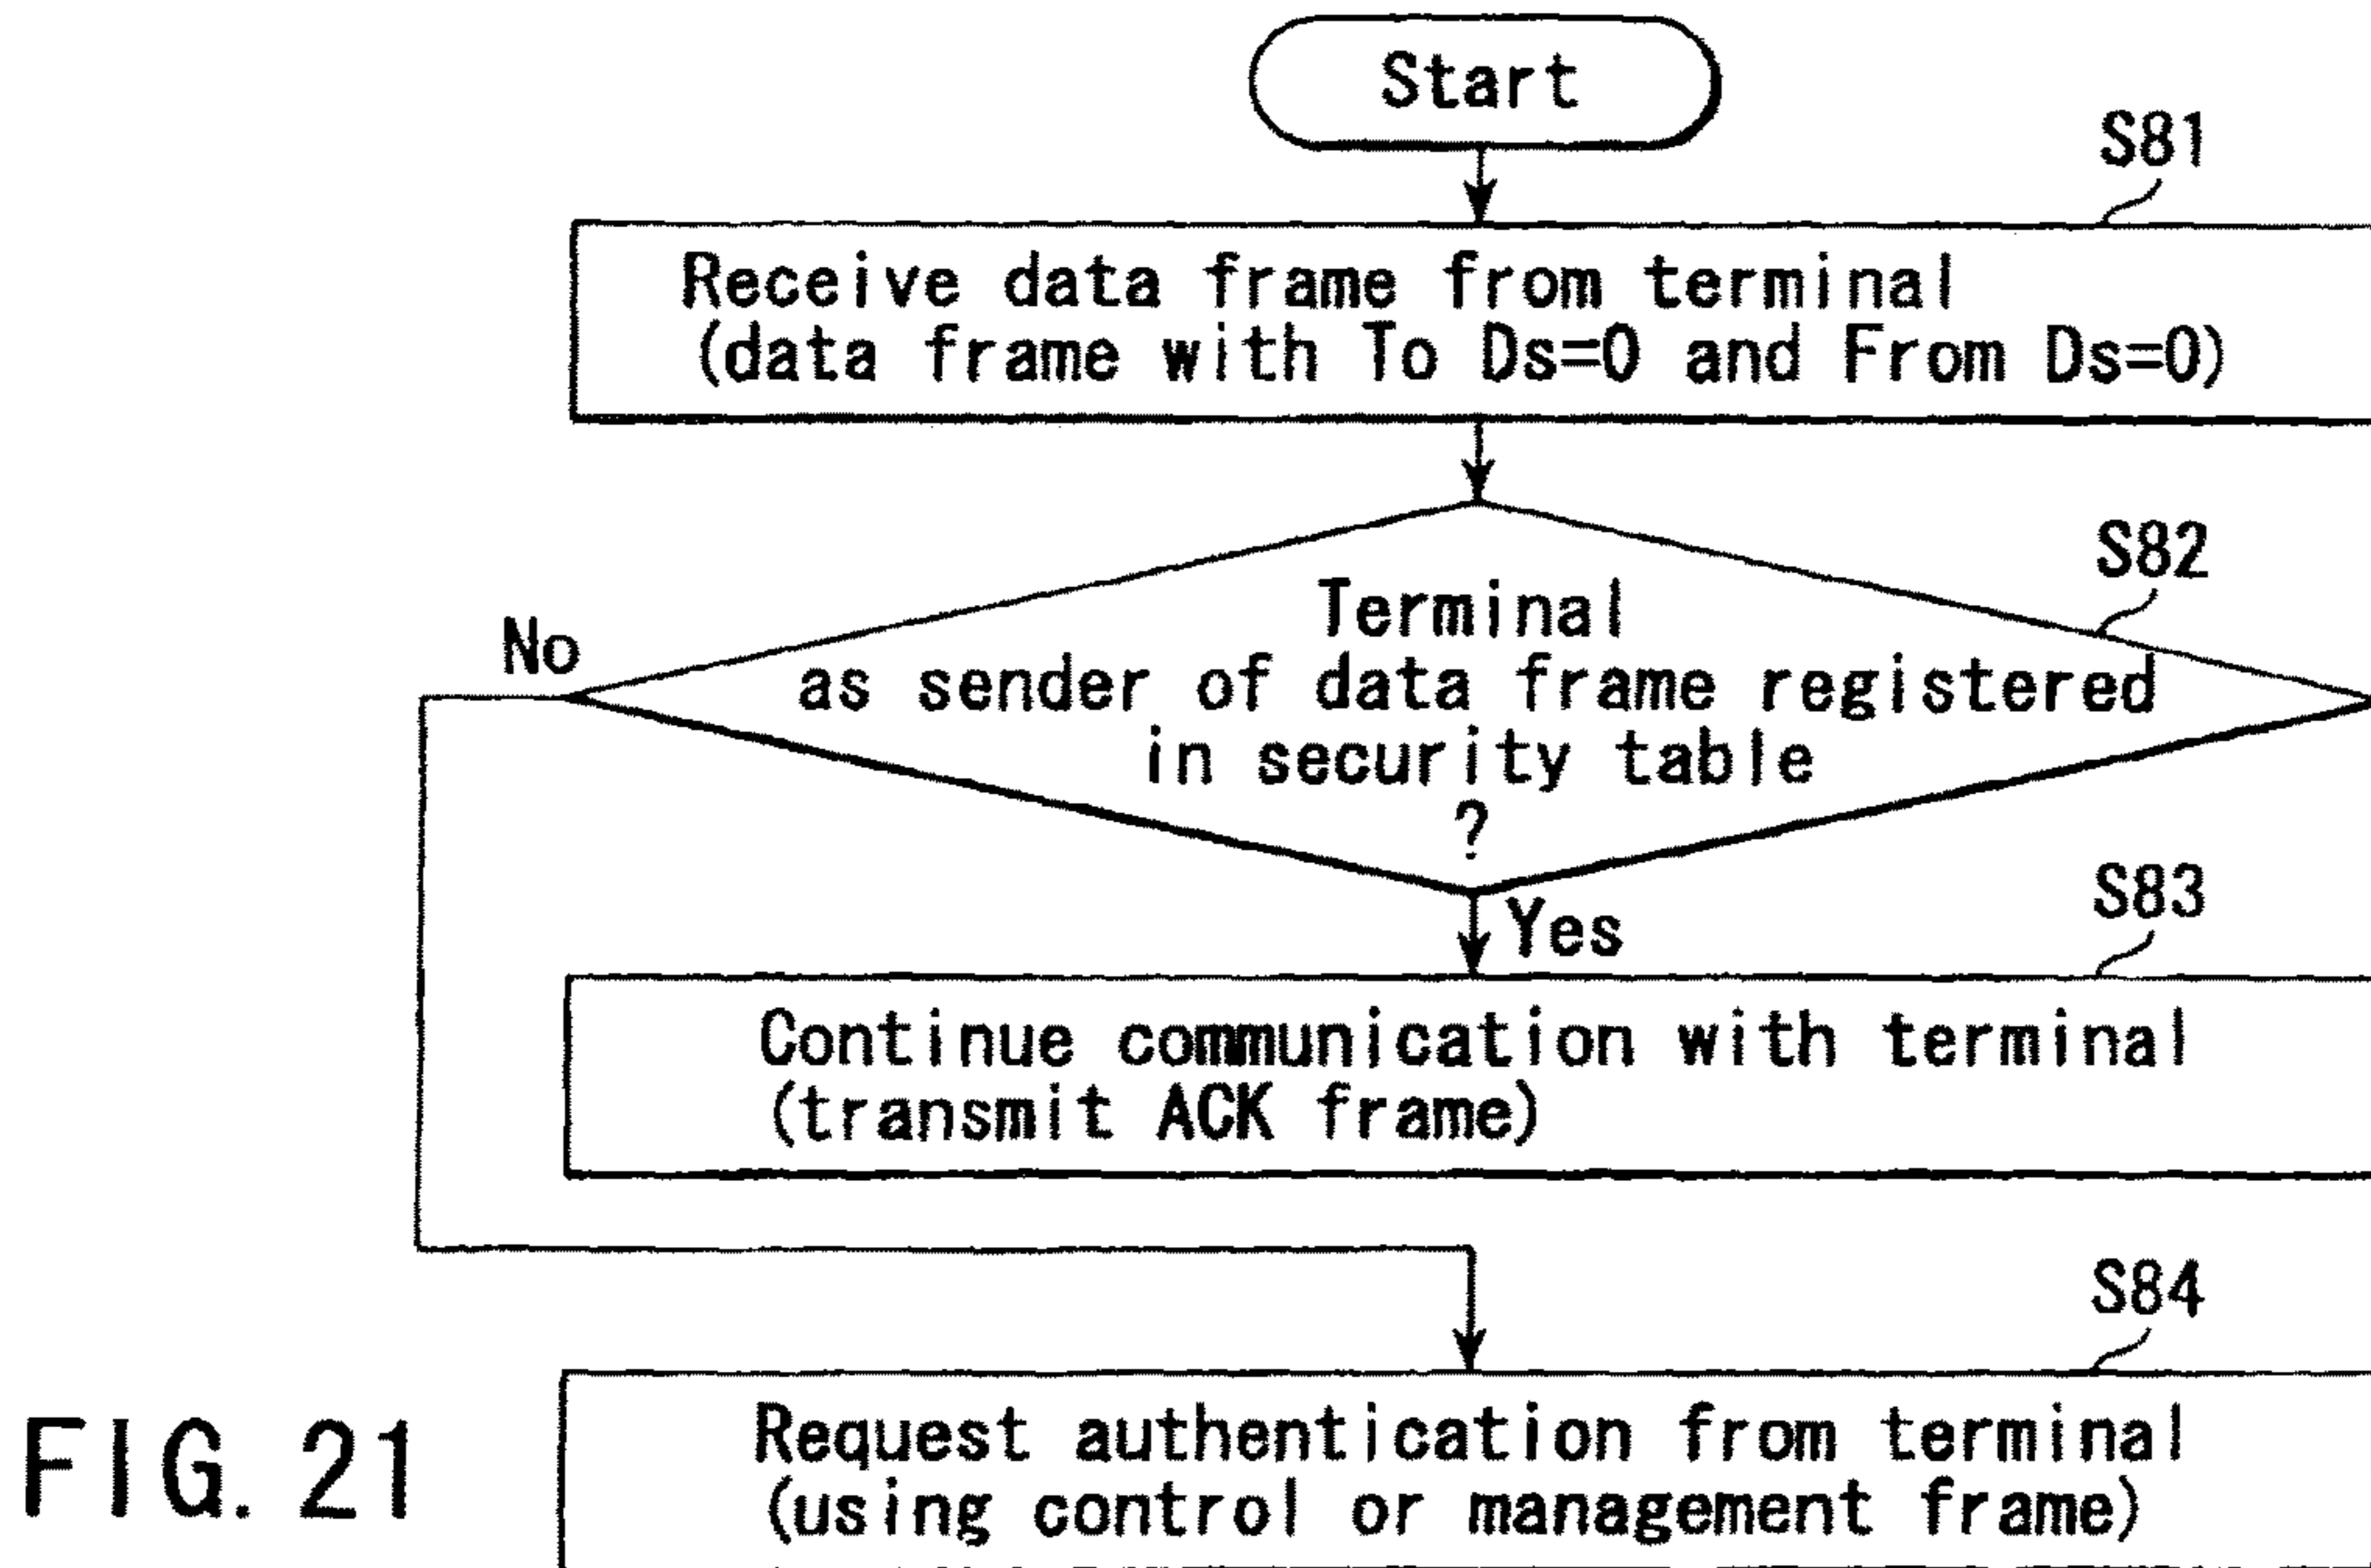 Start
S81
Receive data frame from terminal
(data frame with To Ds=0 and From Ds=0)
S82
No
Terminal
as sender of data frame registered
in security table
?
Yes
S83
Continue communication with terminal
(transmit ACK frame)
S84
Request authentication from terminal
(using control or management frame)
FIG. 21